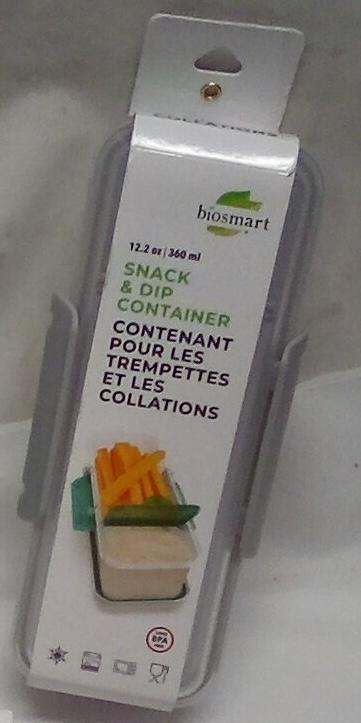 biosmart
12.2 oz | 360 ml
SNACK
& DIP
CONTAINER
CONTENANT
POUR LES
TREMPETTES
ET LES
COLLATIONS
BPA